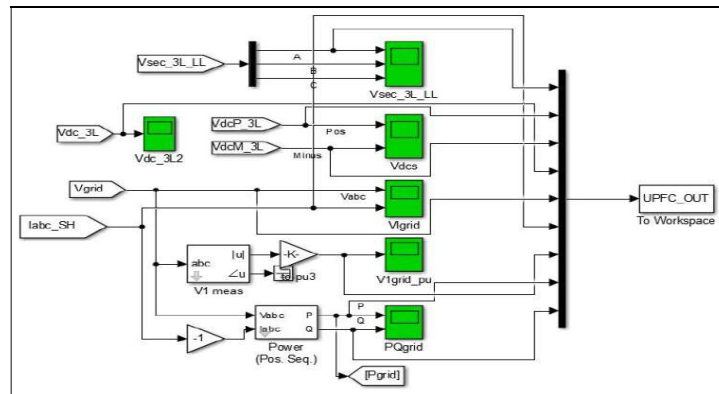 Vsec_3L_LL
A
B
C
Vsec_3L_LL
Vdc_3L
Vdc_3L2
VdcP_3L
VdcM_3L
Pos
Minus
Vdcs
Vgrid
Vabc
Iabc_SH
VIgrid
abc
|u|
∠u
V1 meas
-K-
to pu3
V1grid_pu
Vabc
Iabc
P
Q
-1
Power
(Pos. Seq.)
P
Q
PQgrid
[Pgrid]
UPFC_OUT
To Workspace